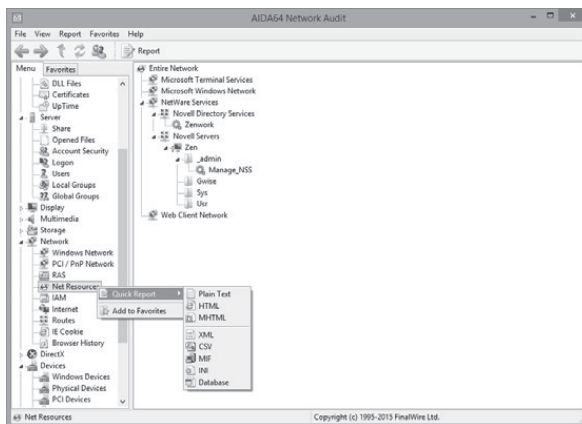 AIDA64 Network Audit
File View Report Favorites Help
Report
Menu Favorites
DLL Files
Certificates
UpTime
Server
Share
Opened Files
Account Security
Logon
Users
Local Groups
Global Groups
Display
Multimedia
Storage
Network
Windows Network
PCI / PnP Network
RAS
Net Resources
IAM
Internet
Routes
IE Cookie
Browser History
DirectX
Devices
Windows Devices
Physical Devices
PCI Devices
Entire Network
Microsoft Terminal Services
Microsoft Windows Network
NetWare Services
Novell Directory Services
Zenwork
Novell Servers
Zen
_admin
Manage_NSS
Gwise
Sys
Usr
Web Client Network
Quick Report
Add to Favorites
Plain Text
HTML
MHTML
XML
CSV
MIF
INI
Database
Net Resources
Copyright (c) 1995-2015 FinalWire Ltd.